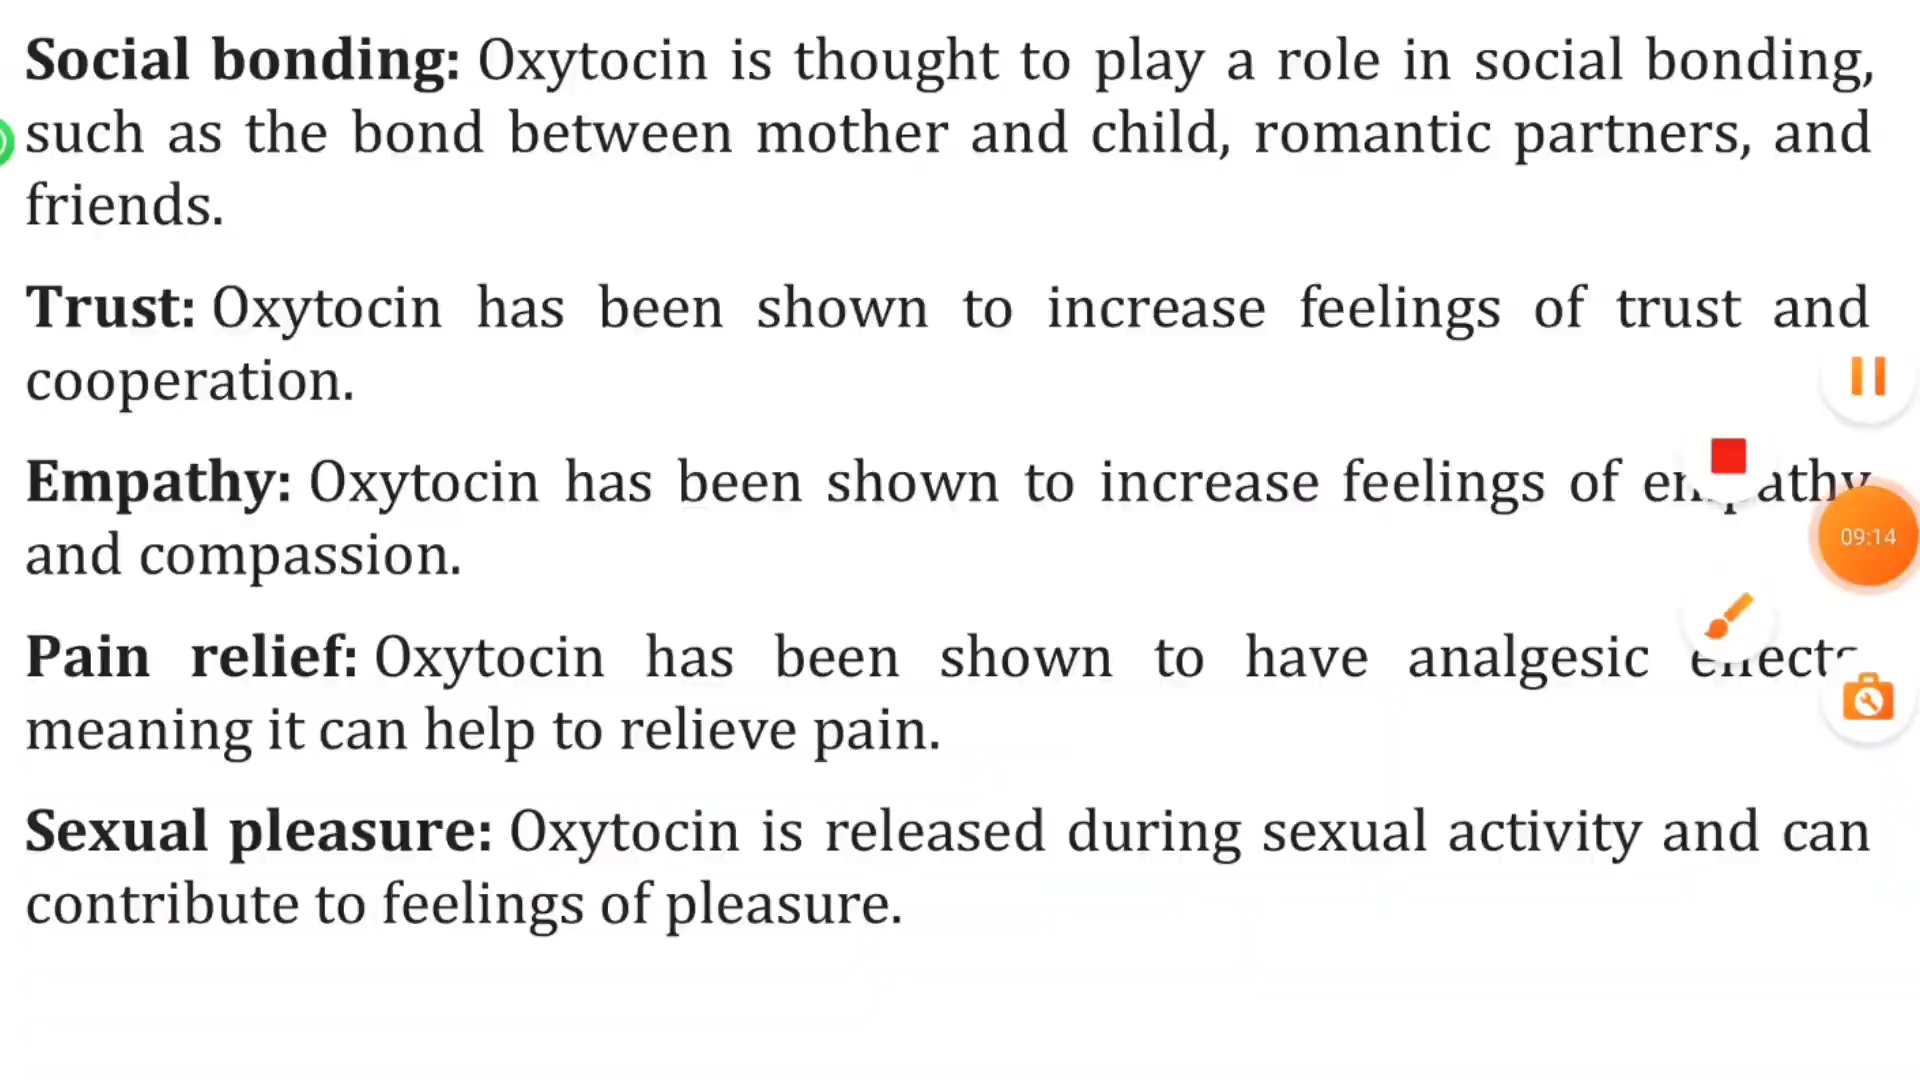 Social bonding: Oxytocin is thought to play a role in social bonding,
such as the bond between mother and child, romantic partners, and
friends.
Trust: Oxytocin has been shown to increase feelings of trust and
cooperation.
Empathy: Oxytocin has been shown to increase feelings of empathy
and compassion.
09:14
Pain relief: Oxytocin has been shown to have analgesic effects
meaning it can help to relieve pain.
Sexual pleasure: Oxytocin is released during sexual activity and can
contribute to feelings of pleasure.